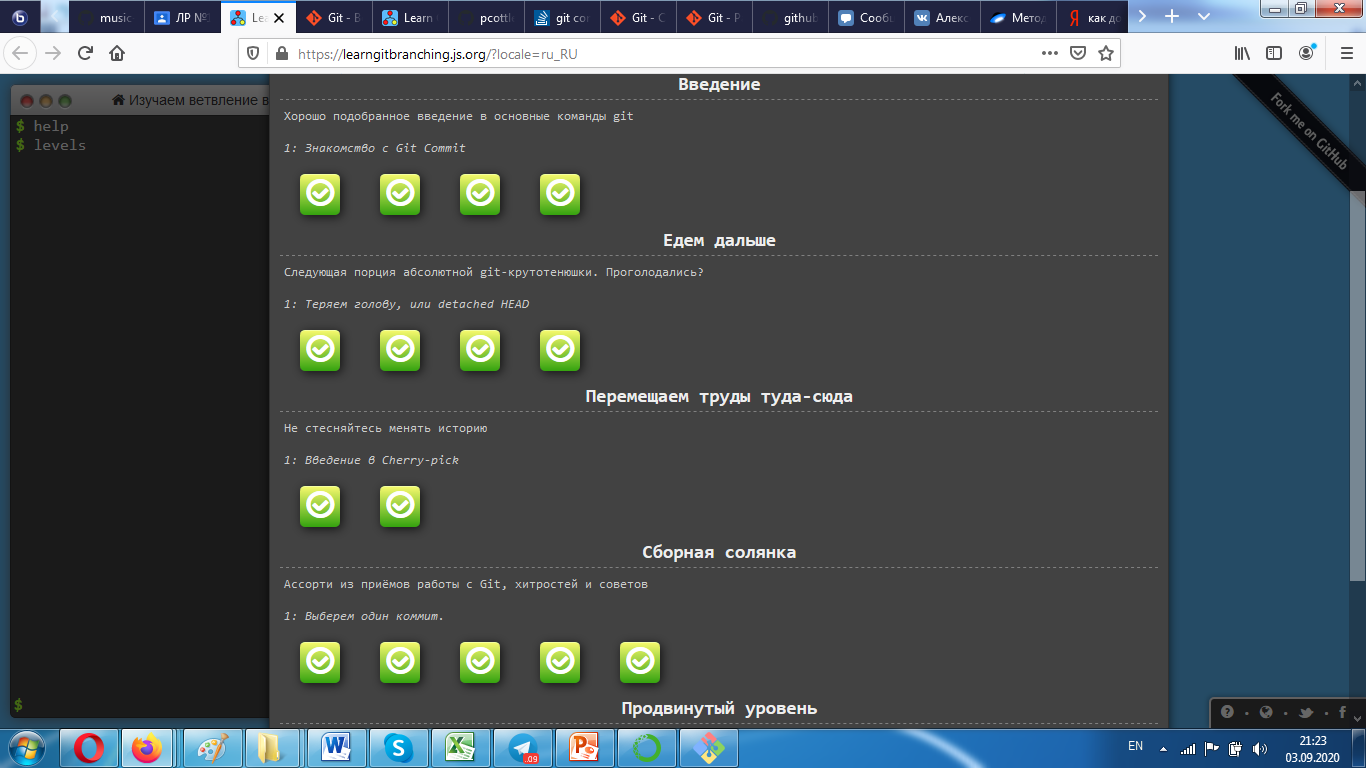 music
ЛР №
Lea
Git - B
Learn
pcottle
git cor
Git - C
Git - P
github
Сообщ
Алекс
Метод
как до
https://learngitbranching.js.org/?locale=ru_RU
Изучаем ветвление в
$ help
$ levels
$
Fork me on GitHub
Введение
Хорошо подобранное введение в основные команды git
1: Знакомство с Git Commit
Едем дальше
Следующая порция абсолютной git-крутотенюшки. Проголодались?
1: Теряем голову, или detached HEAD
Перемещаем труды туда-сюда
Не стесняйтесь менять историю
1: Введение в Cherry-pick
Сборная солянка
Ассорти из приёмов работы с Git, хитростей и советов
1: Выберем один коммит.
Продвинутый уровень
.09
EN
21:23
03.09.2020